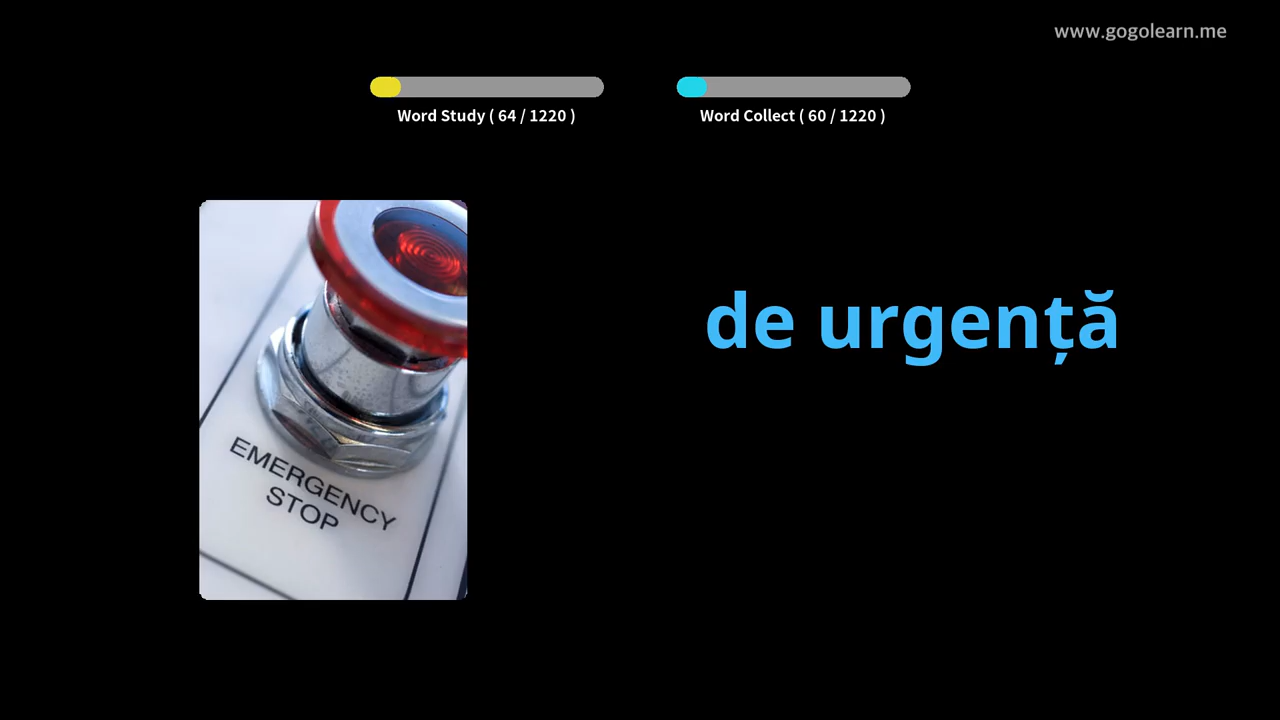 www.gogolearn.me
Word Study ( 64 / 1220 )
Word Collect ( 60 / 1220 )
de urgență
EMERGENCY
STOP